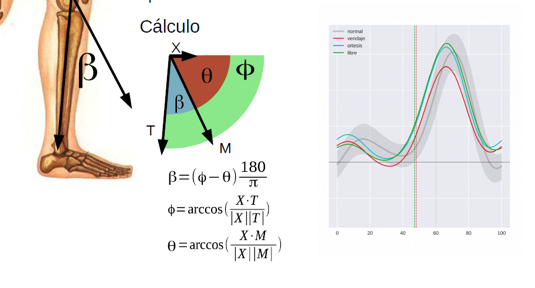 Cálculo
X
β
θ
ϕ
β
T
M
β=(ϕ−θ)180/π
ϕ=arccos(X·T/|X||T|)
θ=arccos(X·M/|X||M|)
normal
vendaje
ortesis
libre
0 20 40 60 80 100